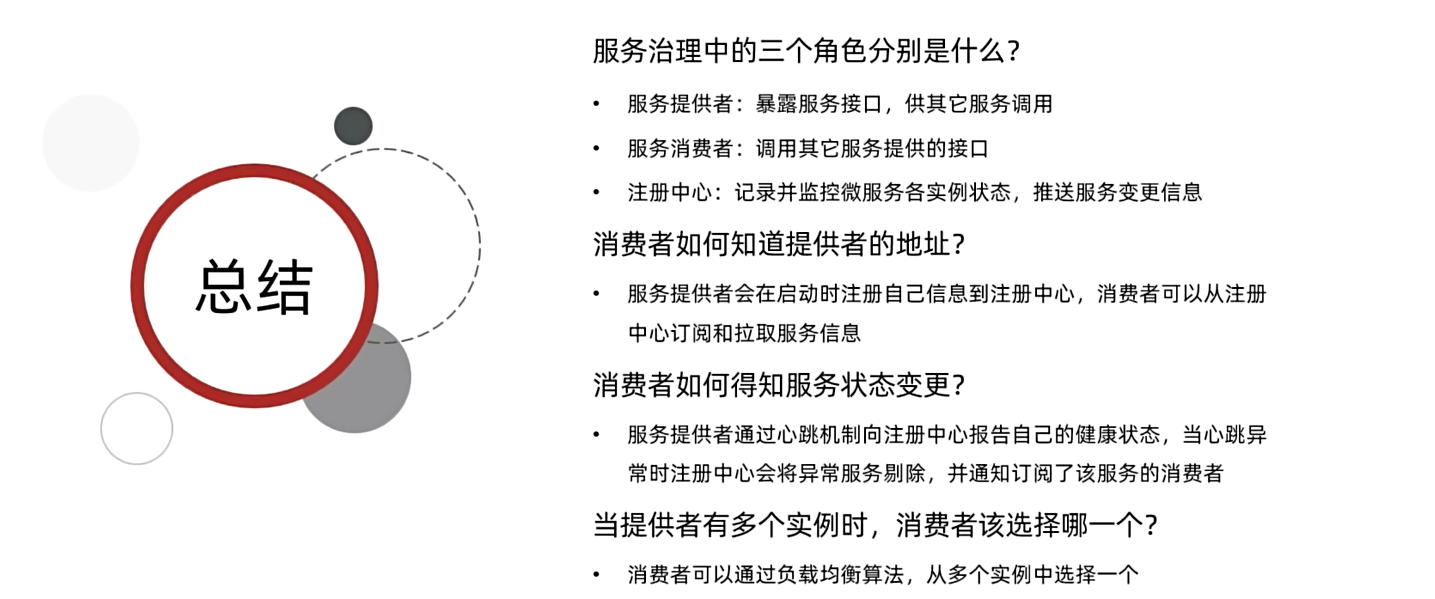 总结
服务治理中的三个角色分别是什么？
• 服务提供者：暴露服务接口，供其它服务调用
• 服务消费者：调用其它服务提供的接口
• 注册中心：记录并监控微服务各实例状态，推送服务变更信息
消费者如何知道提供者的地址？
• 服务提供者会在启动时注册自己信息到注册中心，消费者可以从注册
中心订阅和拉取服务信息
消费者如何得知服务状态变更？
• 服务提供者通过心跳机制向注册中心报告自己的健康状态，当心跳异
常时注册中心会将异常服务剔除，并通知订阅了该服务的消费者
当提供者有多个实例时，消费者该选择哪一个？
• 消费者可以通过负载均衡算法，从多个实例中选择一个